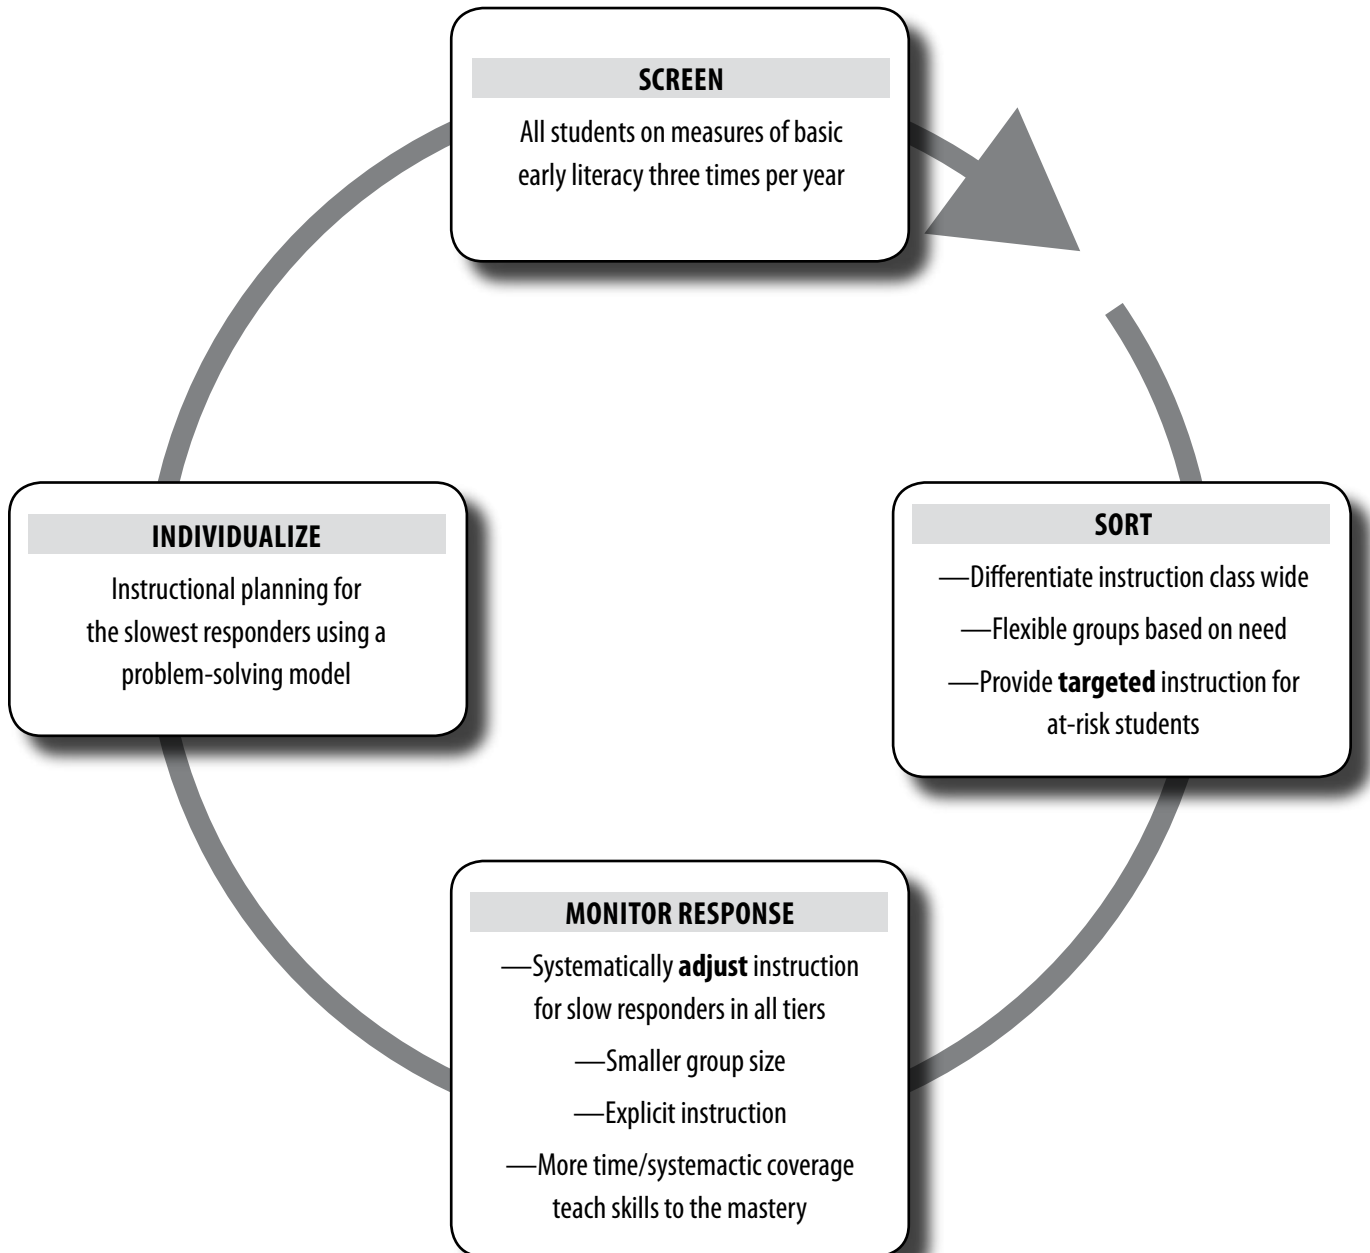 SCREEN
All students on measures of basic
early literacy three times per year
INDIVIDUALIZE
Instructional planning for
the slowest responders using a
problem-solving model
SORT
—Differentiate instruction class wide
—Flexible groups based on need
—Provide targeted instruction for
at-risk students
MONITOR RESPONSE
—Systematically adjust instruction
for slow responders in all tiers
—Smaller group size
—Explicit instruction
—More time/systemactic coverage
teach skills to the mastery